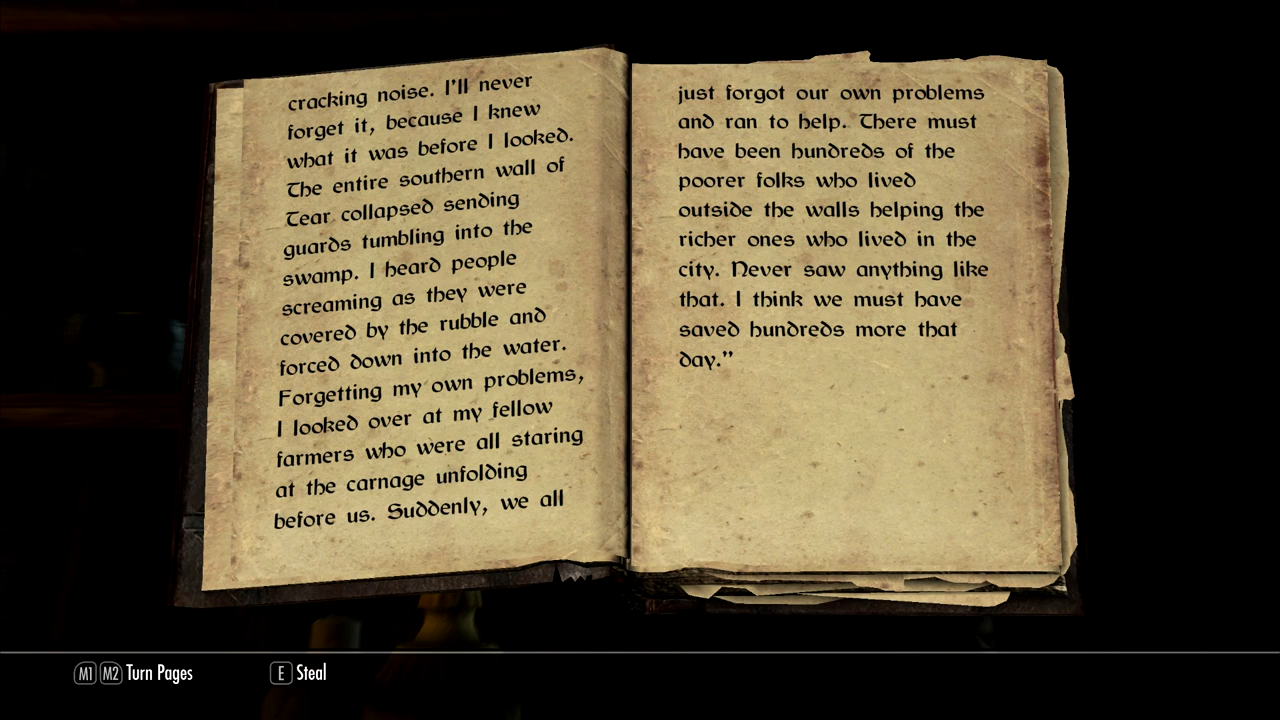 cracking noise. I'll never
forget it, because I knew
what it was before I looked.
The entire southern wall of
Tear collapsed sending
guards tumbling into the
swamp. I heard people
screaming as they were
covered by the rubble and
forced down into the water.
Forgetting my own problems,
I looked over at my fellow
farmers who were all staring
at the carnage unfolding
before us. Suddenly, we all
just forgot our own problems
and ran to help. There must
have been hundreds of the
poorer folks who lived
outside the walls helping the
richer ones who lived in the
city. Never saw anything like
that. I think we must have
saved hundreds more that
day.”
M1 M2 Turn Pages
E Steal